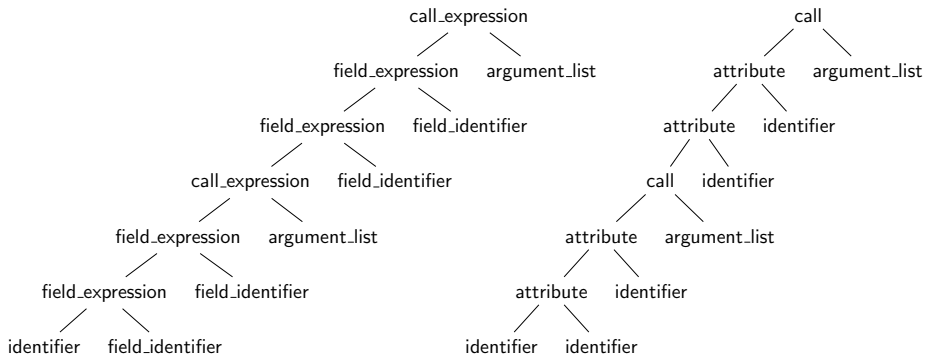 call_expression call
field_expression argument_list attribute argument_list
field_expression field_identifier attribute identifier
call_expression field_identifier call identifier
field_expression argument_list attribute argument_list
field_expression field_identifier attribute identifier
identifier field_identifier identifier identifier